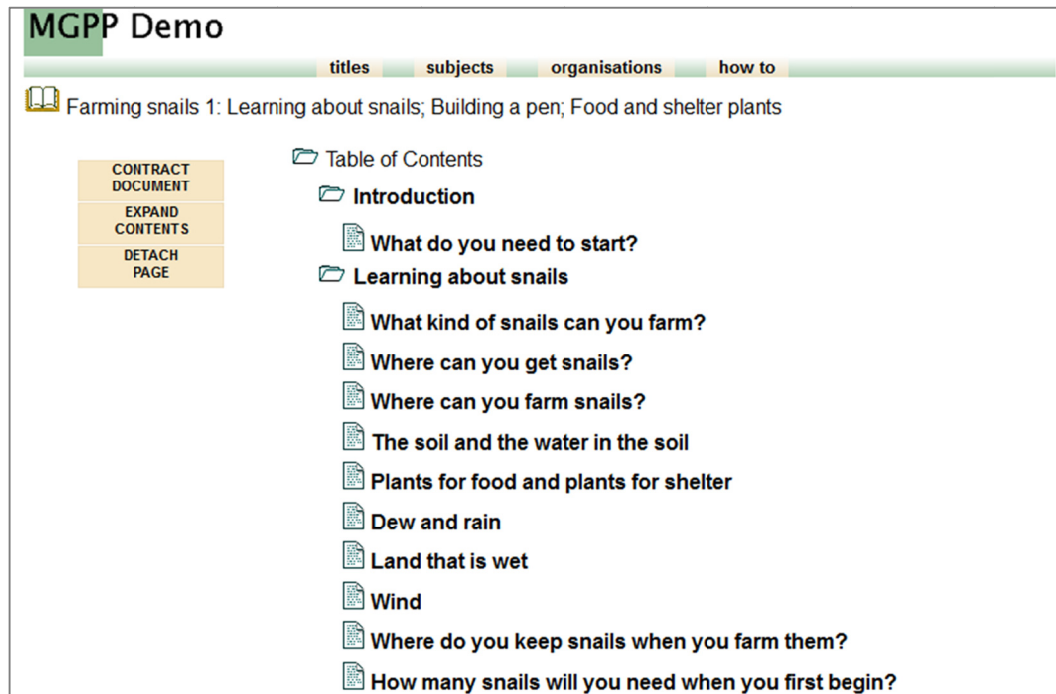 MGPP Demo
titles subjects organisations how to
Farming snails 1: Learning about snails; Building a pen; Food and shelter plants
CONTRACT
DOCUMENT
EXPAND
CONTENTS
DETACH
PAGE
Table of Contents
Introduction
What do you need to start?
Learning about snails
What kind of snails can you farm?
Where can you get snails?
Where can you farm snails?
The soil and the water in the soil
Plants for food and plants for shelter
Dew and rain
Land that is wet
Wind
Where do you keep snails when you farm them?
How many snails will you need when you first begin?